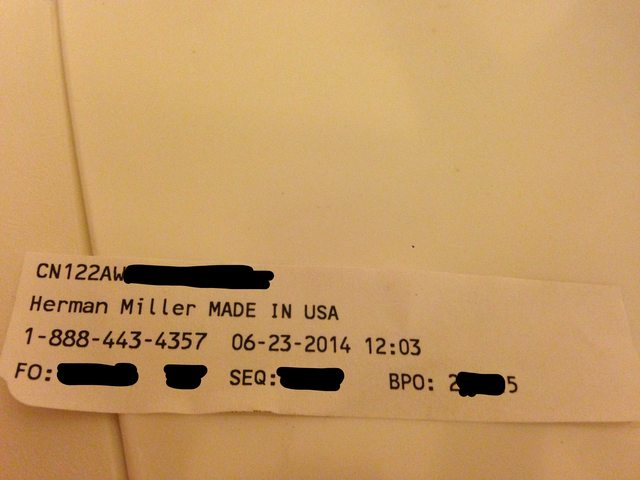 CN122AW
Herman Miller MADE IN USA
1-888-443-4357 06-23-2014 12:03
FO: SEQ: BPO: 2 5